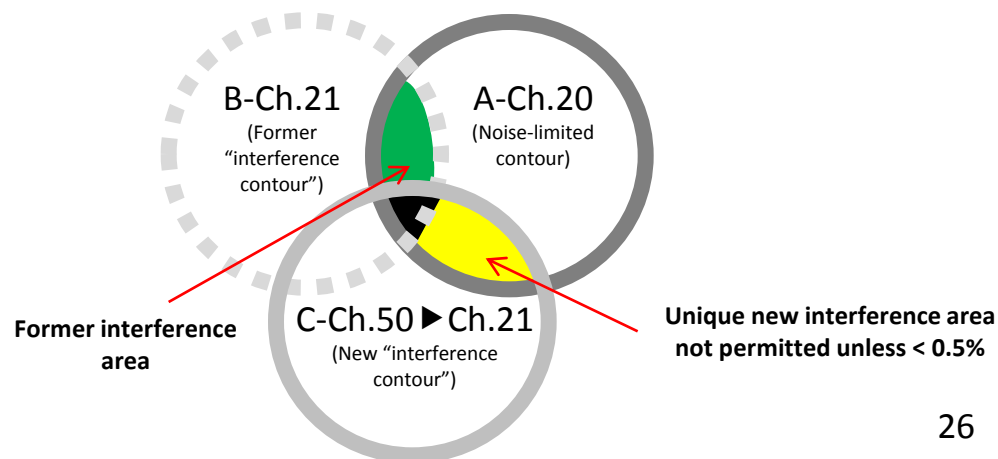 B-Ch.21
(Former
“interference
contour”)
A-Ch.20
(Noise-limited
contour)
C-Ch.50 ▶ Ch.21
(New “interference
contour”)
Former interference
area
Unique new interference area
not permitted unless < 0.5%
26